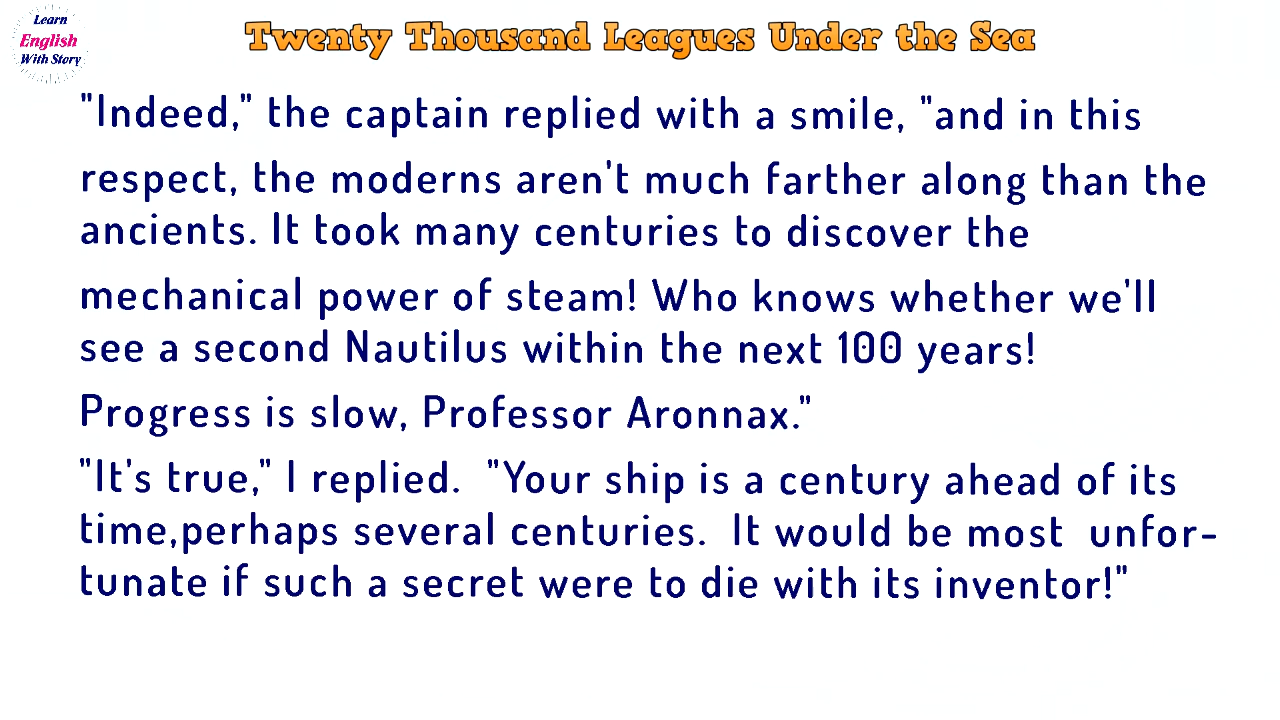 Learn
English
With Story
Twenty Thousand Leagues Under the Sea
"Indeed," the captain replied with a smile, "and in this
respect, the moderns aren't much farther along than the
ancients. It took many centuries to discover the
mechanical power of steam! Who knows whether we'll
see a second Nautilus within the next 100 years!
Progress is slow, Professor Aronnax."
"It's true," I replied.  "Your ship is a century ahead of its
time,perhaps several centuries.  It would be most  unfor-
tunate if such a secret were to die with its inventor!"